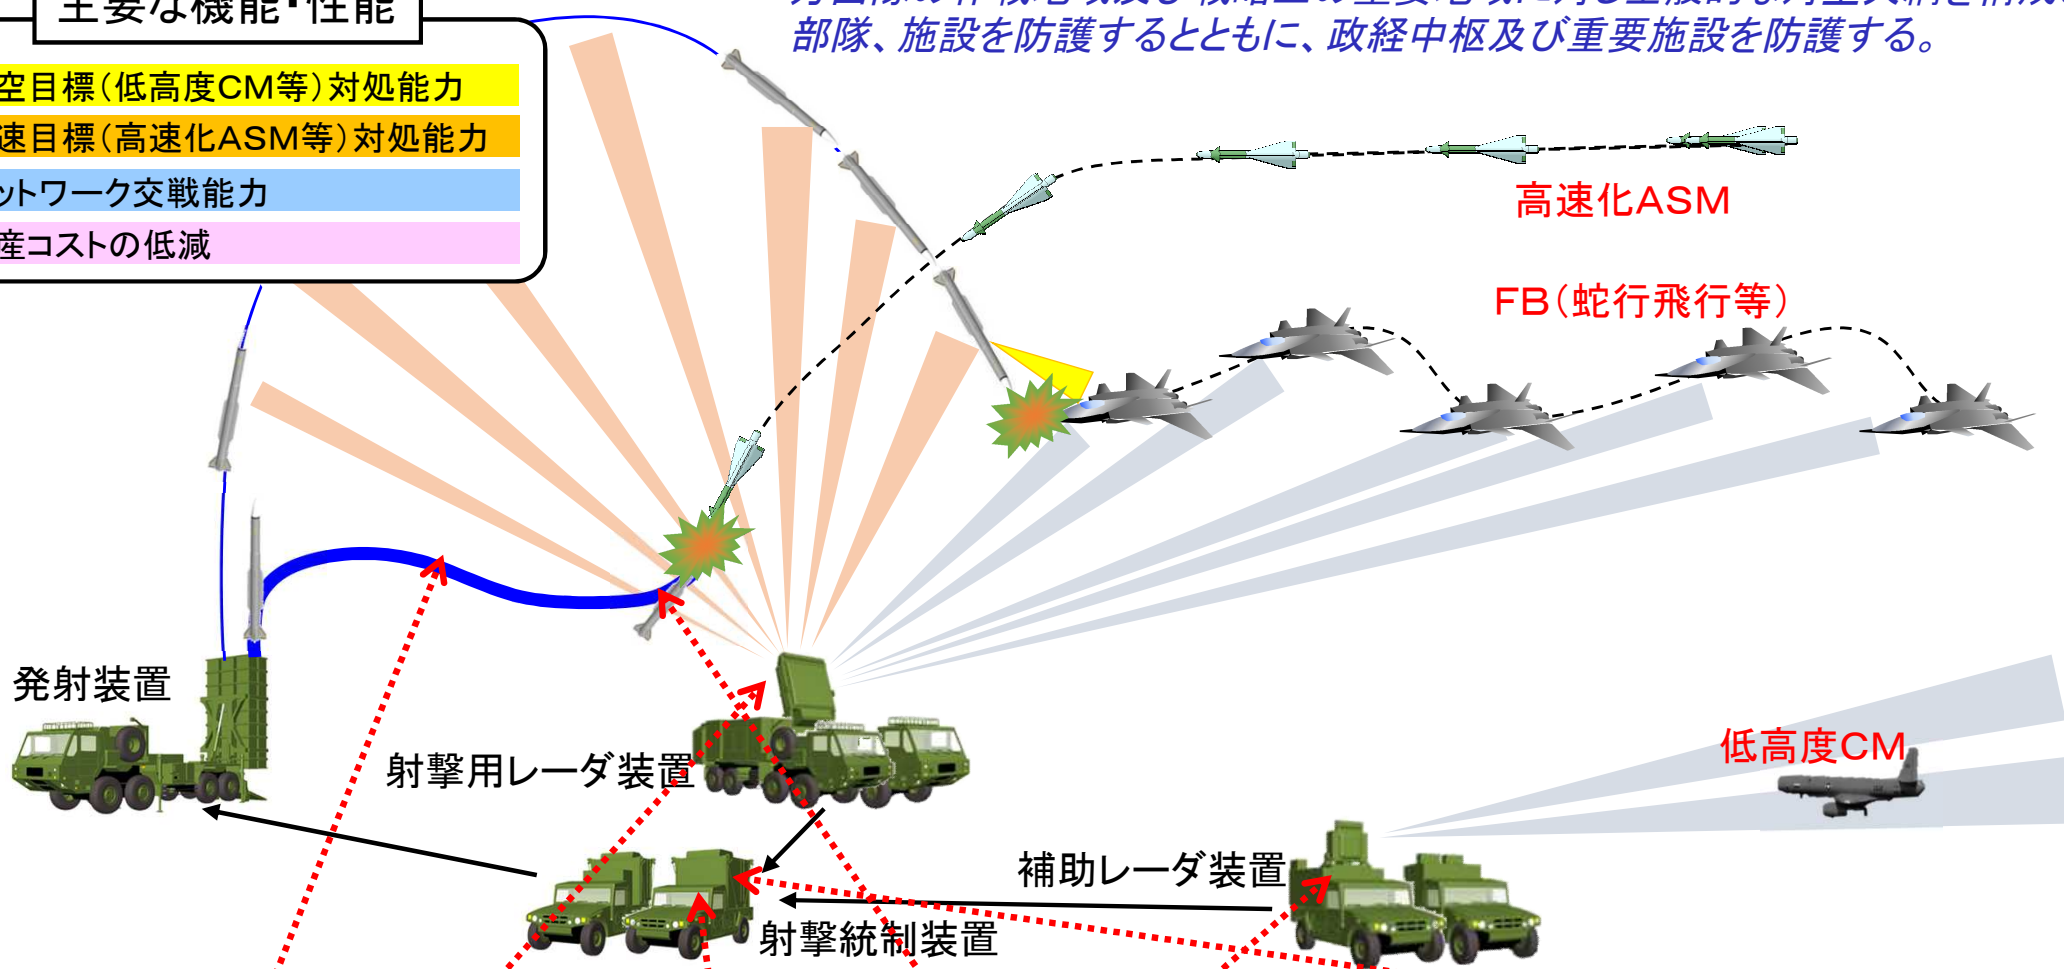 主要な機能・性能
部隊、施設を防護するとともに、政経中枢及び重要施設を防護する。
空目標(低高度CM等)対処能力
速目標(高速化ASM等)対処能力
ットワーク交戦能力
産コストの低減
高速化ASM
FB(蛇行飛行等)
発射装置
射撃用レーダ装置
低高度CM
補助レーダ装置
射撃統制装置